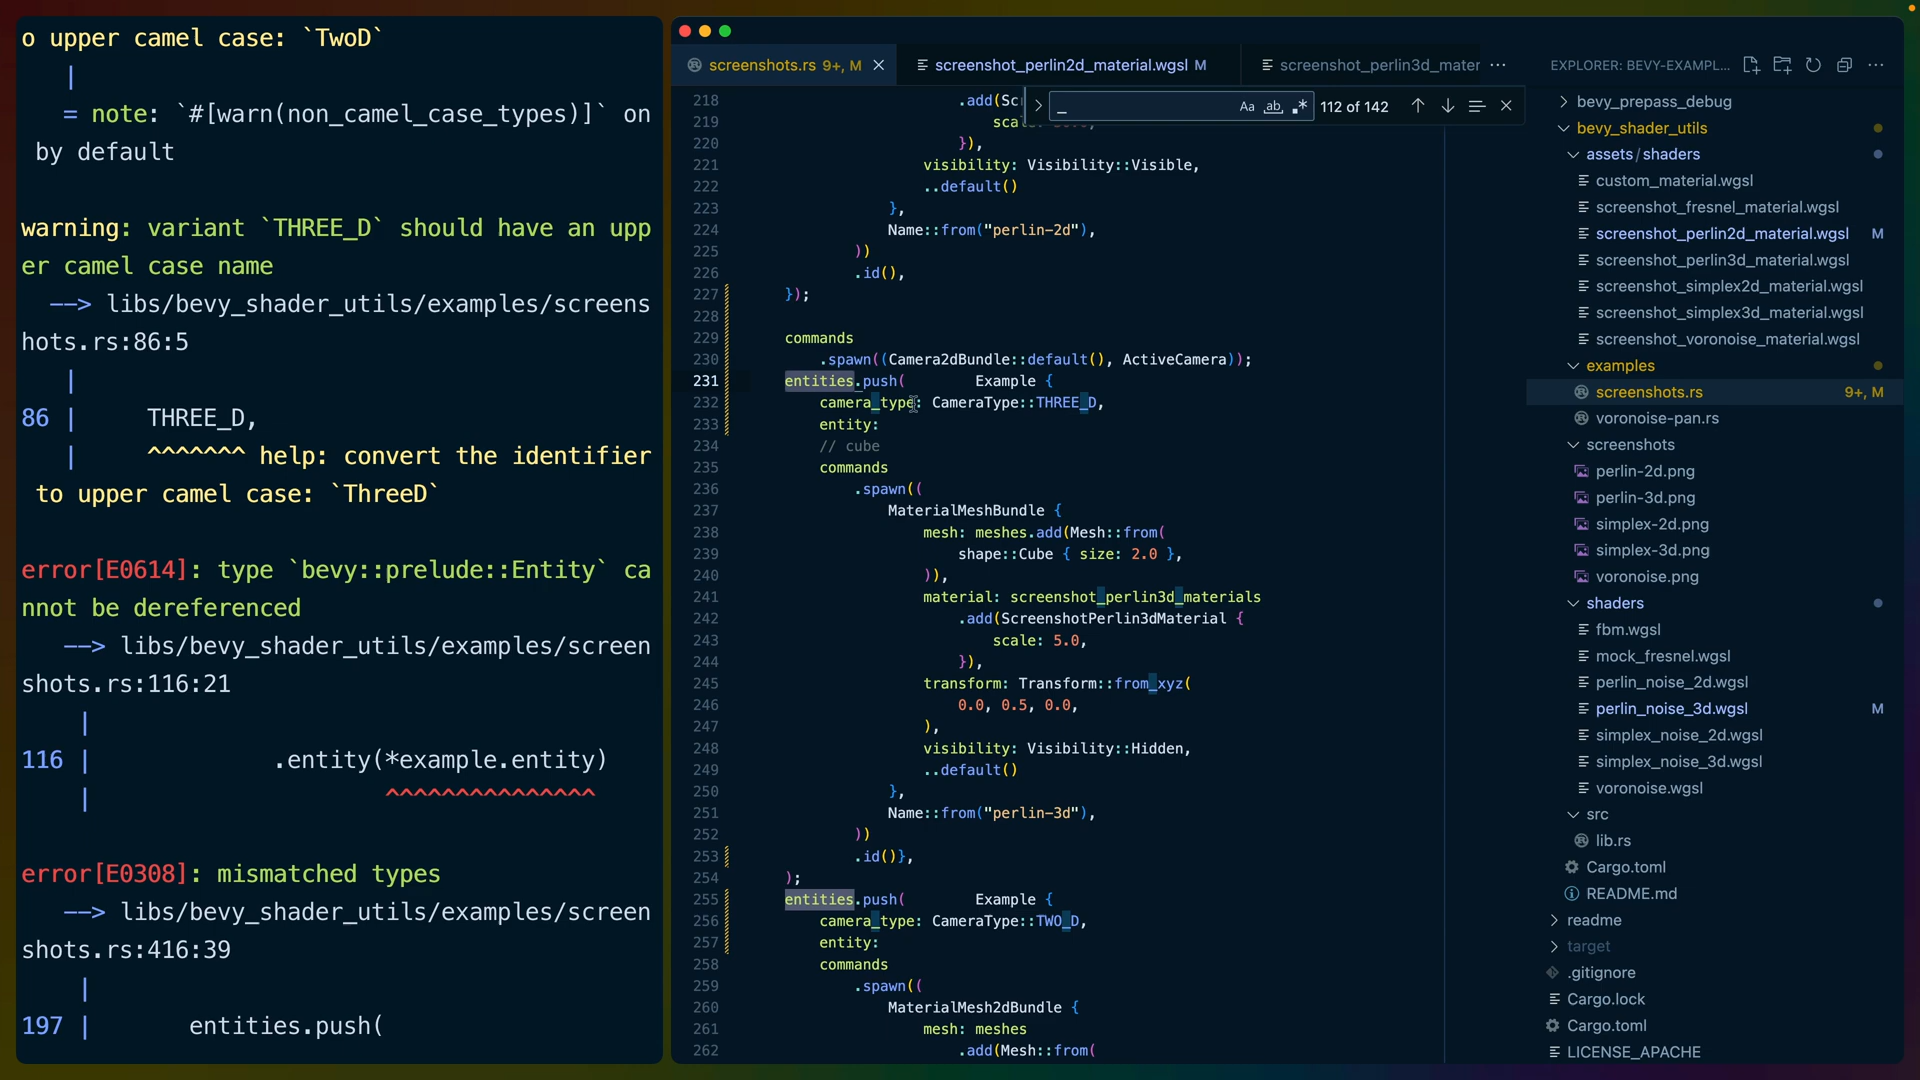 o upper camel case: `TwoD`
|
= note: `#[warn(non_camel_case_types)]` on
by default
warning: variant `THREE_D` should have an upp
er camel case name
--> libs/bevy_shader_utils/examples/screens
hots.rs:86:5
|
86 | THREE_D,
| ^^^^^^^ help: convert the identifier
to upper camel case: `ThreeD`
error[E0614]: type `bevy::prelude::Entity` ca
nnot be dereferenced
--> libs/bevy_shader_utils/examples/screen
shots.rs:116:21
|
116 | .entity(*example.entity)
| ^^^^^^^^^^^^^^^
error[E0308]: mismatched types
--> libs/bevy_shader_utils/examples/screen
shots.rs:416:39
|
197 | entities.push(
screenshots.rs 9+, M
screenshot_perlin2d_material.wgsl M
screenshot_perlin3d_mater
_ Aa ab 112 of 142
218 .add(Sc
219 sca
220 }),
221 visibility: Visibility::Visible,
222 ..default()
223 },
224 Name::from("perlin-2d"),
225 ))
226 .id(),
227 });
228
229 commands
230 .spawn((Camera2dBundle::default(), ActiveCamera));
231 entities.push( Example {
232 camera_type: CameraType::THREE_D,
233 entity:
234 // cube
235 commands
236 .spawn((
237 MaterialMeshBundle {
238 mesh: meshes.add(Mesh::from(
239 shape::Cube { size: 2.0 },
240 )),
241 material: screenshot_perlin3d_materials
242 .add(ScreenshotPerlin3dMaterial {
243 scale: 5.0,
244 }),
245 transform: Transform::from_xyz(
246 0.0, 0.5, 0.0,
247 ),
248 visibility: Visibility::Hidden,
249 ..default()
250 },
251 Name::from("perlin-3d"),
252 ))
253 .id()},
254 );
255 entities.push( Example {
256 camera_type: CameraType::TWO_D,
257 entity:
258 commands
259 .spawn((
260 MaterialMesh2dBundle {
261 mesh: meshes
262 .add(Mesh::from(
EXPLORER: BEVY-EXAMPL...
bevy_prepass_debug
bevy_shader_utils
assets/shaders
custom_material.wgsl
screenshot_fresnel_material.wgsl
screenshot_perlin2d_material.wgsl M
screenshot_perlin3d_material.wgsl
screenshot_simplex2d_material.wgsl
screenshot_simplex3d_material.wgsl
screenshot_voronoise_material.wgsl
examples
screenshots.rs 9+, M
voronoise-pan.rs
screenshots
perlin-2d.png
perlin-3d.png
simplex-2d.png
simplex-3d.png
voronoise.png
shaders
fbm.wgsl
mock_fresnel.wgsl
perlin_noise_2d.wgsl
perlin_noise_3d.wgsl M
simplex_noise_2d.wgsl
simplex_noise_3d.wgsl
voronoise.wgsl
src
lib.rs
Cargo.toml
README.md
readme
target
.gitignore
Cargo.lock
Cargo.toml
LICENSE_APACHE